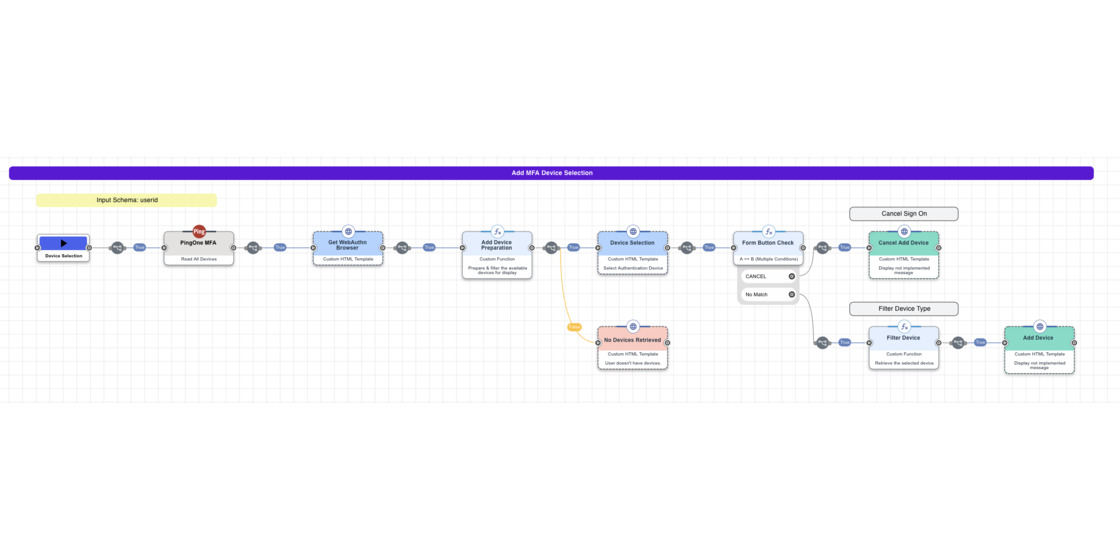 Add MFA Device Selection
Input Schema: userid
Cancel Sign On
Ping
PingOne MFA
Read All Devices
Device Selection
True
True
Get WebAuthn
Browser
Custom HTML Template
True
Add Device
Preparation
Custom Function
Prepare & filter the available
devices for display
True
Device Selection
Custom HTML Template
Select Authentication Device
True
Form Button Check
A == B (Multiple Conditions)
CANCEL
No Match
True
Cancel Add Device
Custom HTML Template
Display not implemented
message
Filter Device Type
False
No Devices Retrieved
Custom HTML Template
User doesn't have devices.
True
Filter Device
Custom Function
Retrieve the selected device
True
Add Device
Custom HTML Template
Display not implemented
message